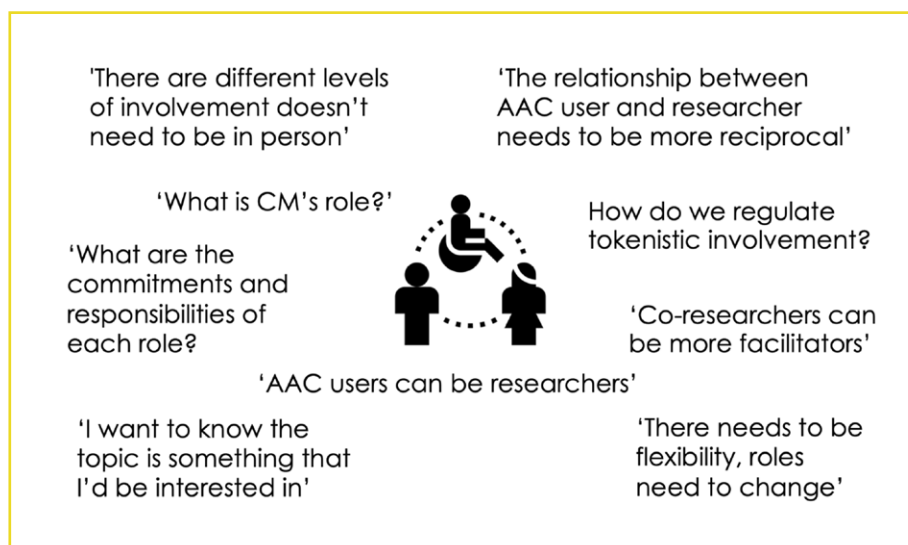 'There are different levels
of involvement doesn't
need to be in person'
'The relationship between
AAC user and researcher
needs to be more reciprocal'
'What is CM's role?'
How do we regulate
tokenistic involvement?
'What are the
commitments and
responsibilities of
each role?
'Co-researchers can
be more facilitators'
'AAC users can be researchers'
'I want to know the
topic is something that
I'd be interested in'
'There needs to be
flexibility, roles
need to change'